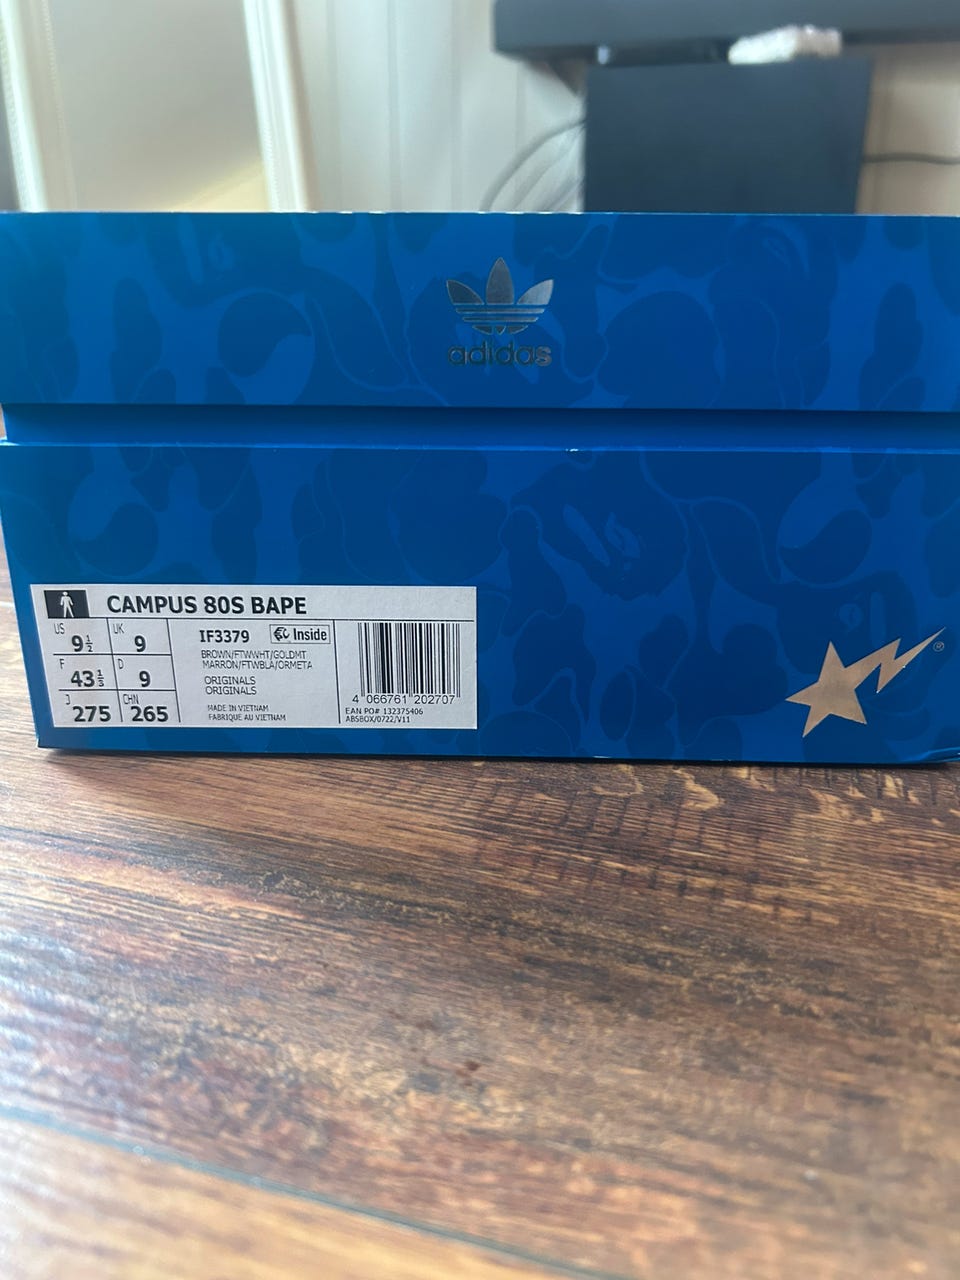 adidas
CAMPUS 80S BAPE
US 9½ UK 9
F 43⅓ D 9
J 275 CHN 265
IF3379 Inside
BROWN/FTWWHT/GOLDMT
MARRON/FTWBLA/ORMETA
ORIGINALS
ORIGINALS
MADE IN VIETNAM
FABRIQUE AU VIETNAM
4 066761 202707
EAN PO# 132375406
ABSBOX/0722/V11
®